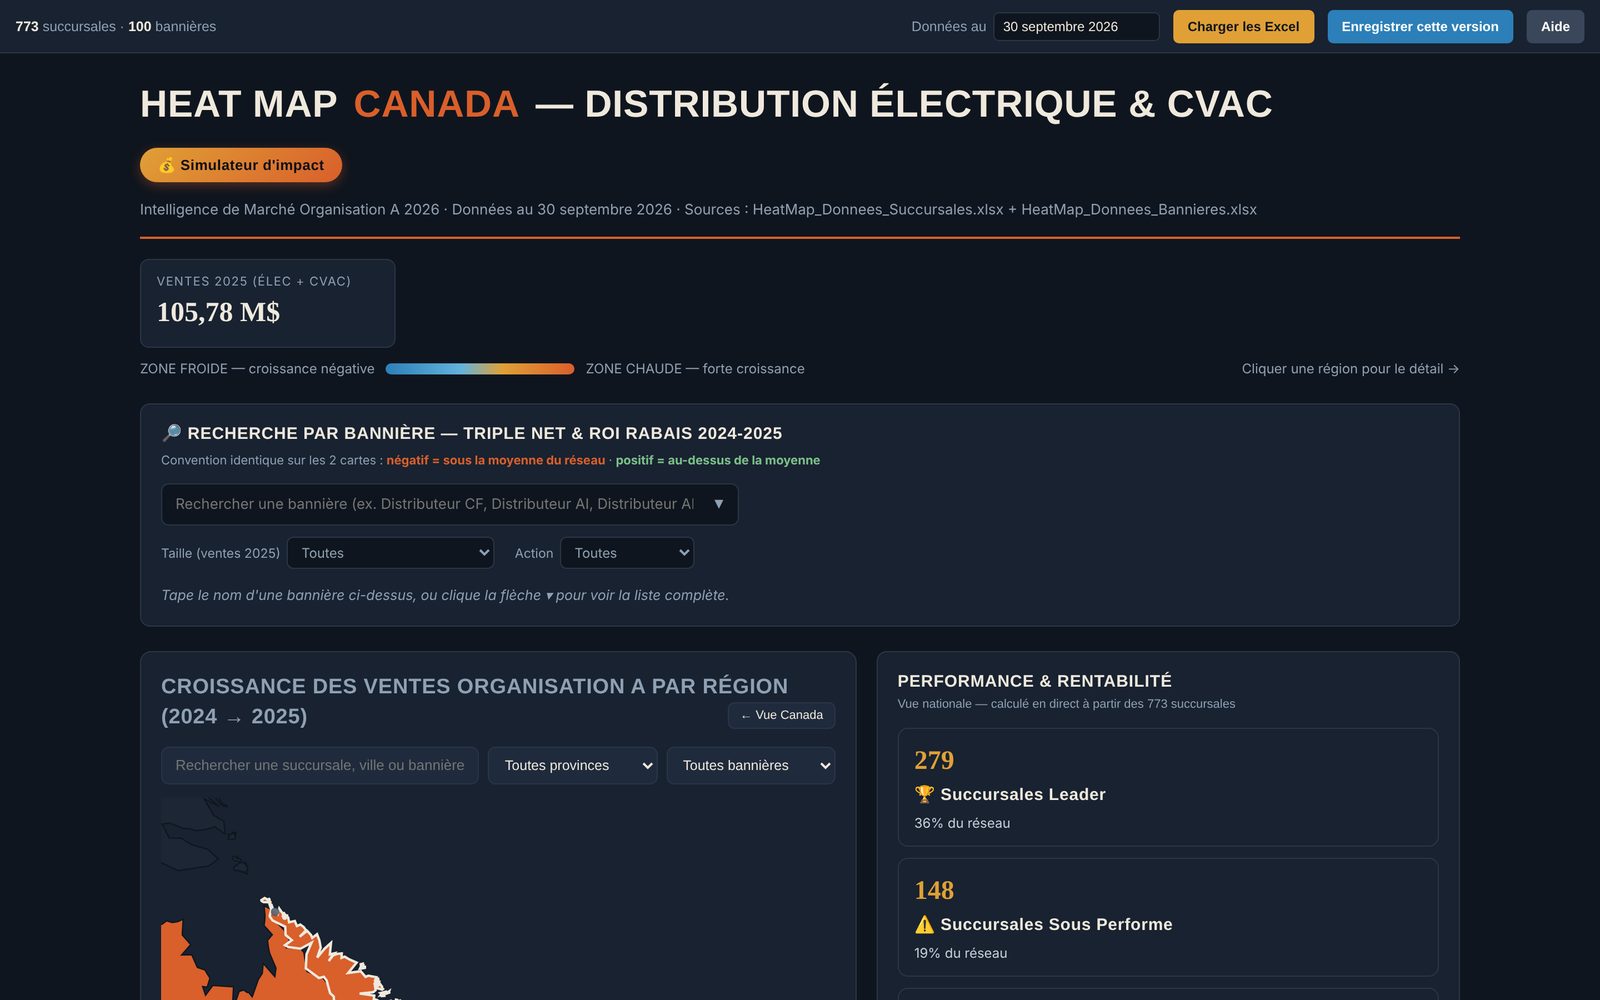 773 succursales · 100 bannières
Données au 30 septembre 2026 Charger les Excel Enregistrer cette version Aide
HEAT MAP CANADA — DISTRIBUTION ÉLECTRIQUE & CVAC
💰 Simulateur d'impact
Intelligence de Marché Organisation A 2026 · Données au 30 septembre 2026 · Sources : HeatMap_Donnees_Succursales.xlsx + HeatMap_Donnees_Bannieres.xlsx
VENTES 2025 (ÉLEC + CVAC)
105,78 M$
ZONE FROIDE — croissance négative ZONE CHAUDE — forte croissance Cliquer une région pour le détail →
🔎 RECHERCHE PAR BANNIÈRE — TRIPLE NET & ROI RABAIS 2024-2025
Convention identique sur les 2 cartes : négatif = sous la moyenne du réseau · positif = au-dessus de la moyenne
Rechercher une bannière (ex. Distributeur CF, Distributeur AI, Distributeur A ▼
Taille (ventes 2025) Toutes Action Toutes
Tape le nom d'une bannière ci-dessus, ou clique la flèche ▾ pour voir la liste complète.
CROISSANCE DES VENTES ORGANISATION A PAR RÉGION
(2024 → 2025)
← Vue Canada
Rechercher une succursale, ville ou bannière Toutes provinces Toutes bannières
PERFORMANCE & RENTABILITÉ
Vue nationale — calculé en direct à partir des 773 succursales
279
🏆 Succursales Leader
36% du réseau
148
⚠️ Succursales Sous Performe
19% du réseau